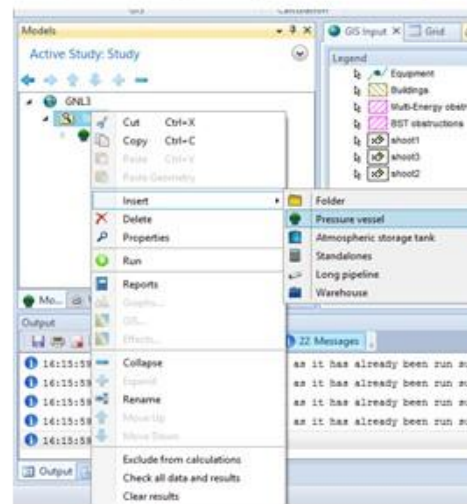 GIS
Calculation
Models
GIS Input
Grid
Active Study: Study
Legend
Equipment
Buildings
Multi-Energy obst
BST obstructions
shoot1
shoot3
shoot2
GNL3
Cut Ctrl+X
Copy Ctrl+C
Paste Ctrl+V
Paste Geometry
Insert
Delete
Properties
Run
Reports
Graphs...
GIS...
Effects...
Collapse
Expand
Rename
Move Up
Move Down
Exclude from calculations
Check all data and results
Clear results
Folder
Pressure vessel
Atmospheric storage tank
Standalones
Long pipeline
Warehouse
Mo...
Output
22 Messages
16:15:59
as it has already been run su
16:15:59
as it has already been run su
16:15:59
as it has already been run su
16:15:59
as it has already been run su
16:15:59
Output